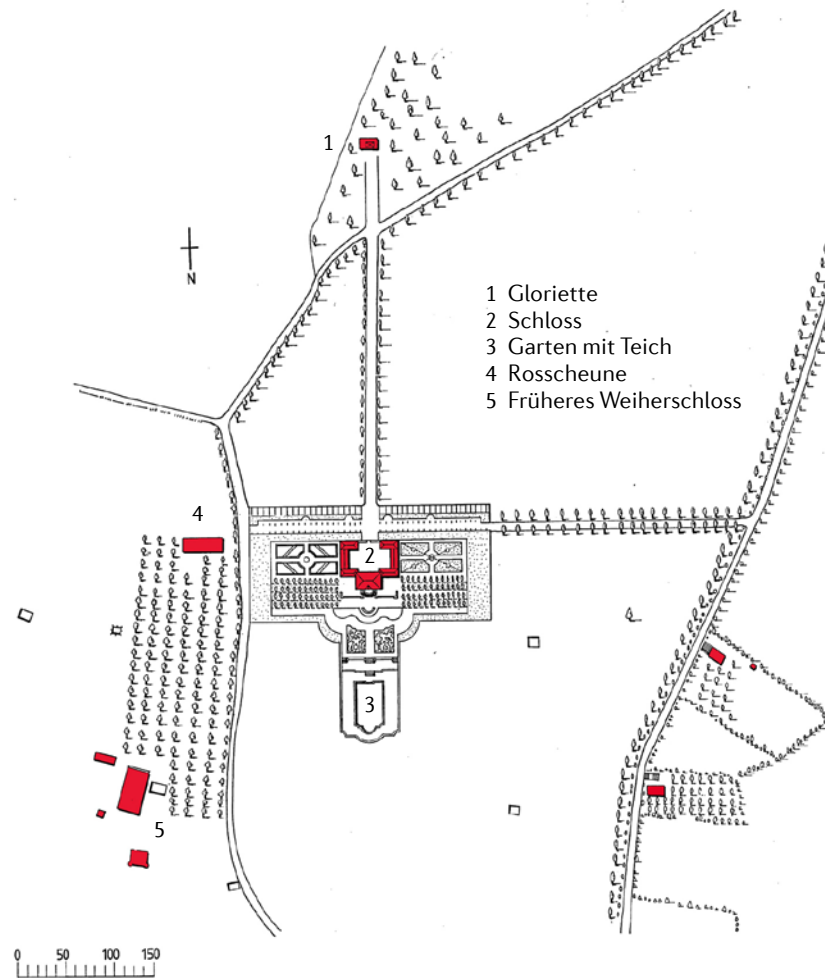 1
N
1 Gloriette
2 Schloss
3 Garten mit Teich
4 Rosscheune
5 Früheres Weiherschloss
4
2
3
5
0 50 100 150